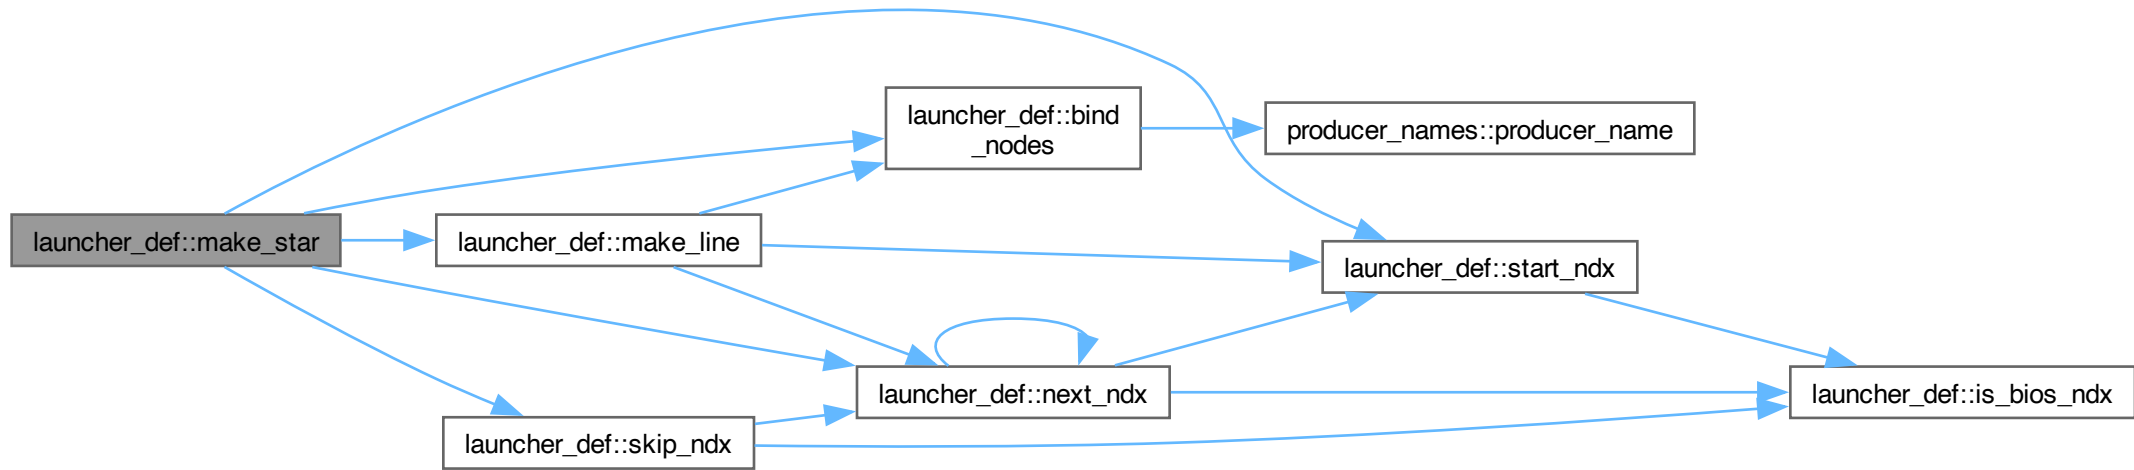 launcher_def::make_star
launcher_def::make_line
launcher_def::skip_ndx
launcher_def::bind
_nodes
launcher_def::next_ndx
producer_names::producer_name
launcher_def::start_ndx
launcher_def::is_bios_ndx